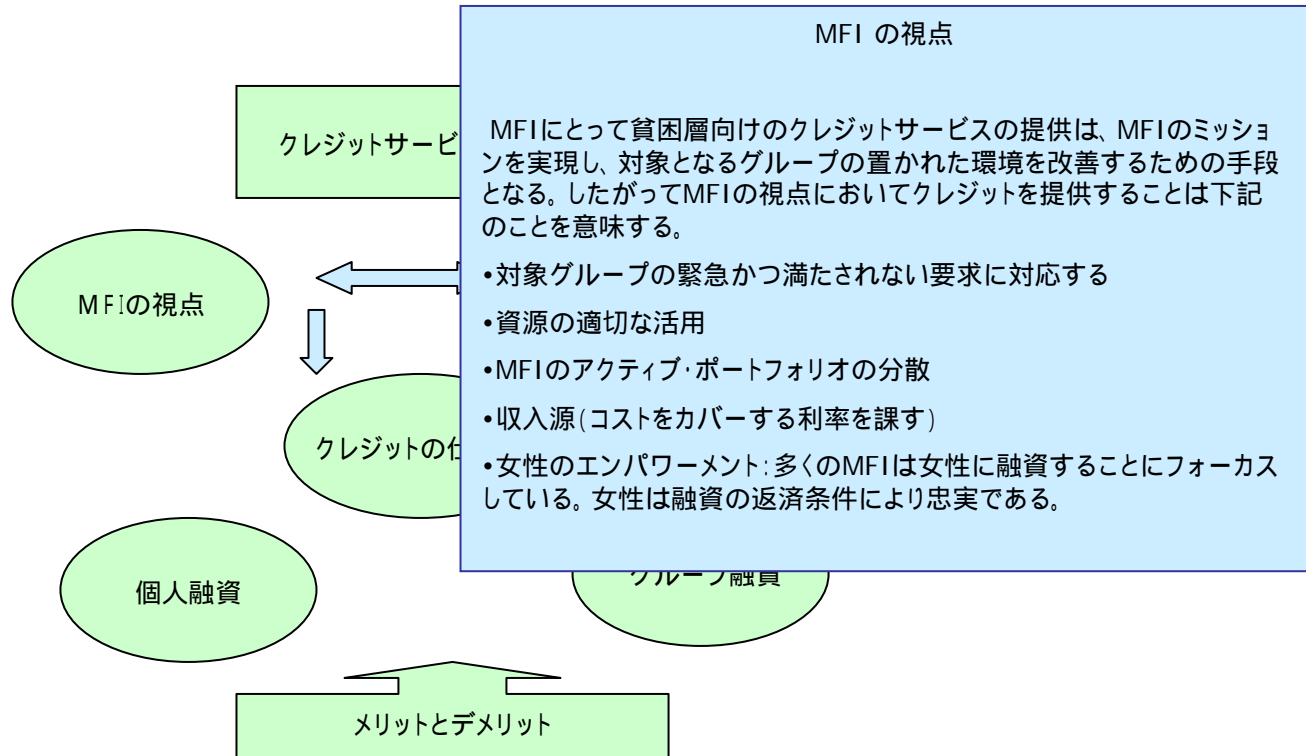 MFI の視点
クレジットサービ
MFIにとって貧困層向けのクレジットサービスの提供は、MFIのミッショ
ンを実現し、対象となるグループの置かれた環境を改善するための手段
となる。したがってMFIの視点においてクレジットを提供することは下記
のことを意味する。
•対象グループの緊急かつ満たされない要求に対応する
•資源の適切な活用
•MFIのアクティブ・ポートフォリオの分散
•収入源(コストをカバーする利率を課す)
•女性のエンパワーメント:多くのMFIは女性に融資することにフォーカス
している。女性は融資の返済条件により忠実である。
MFIの視点
クレジットの仕
個人融資
グループ融資
メリットとデメリット